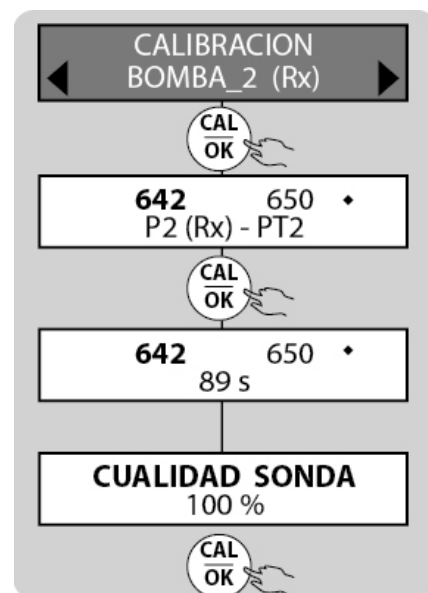 CALIBRACION
BOMBA_2 (Rx)
CAL
OK
642 650
P2 (Rx) - PT2
CAL
OK
642 650
89 s
CUALIDAD SONDA
100 %
CAL
OK